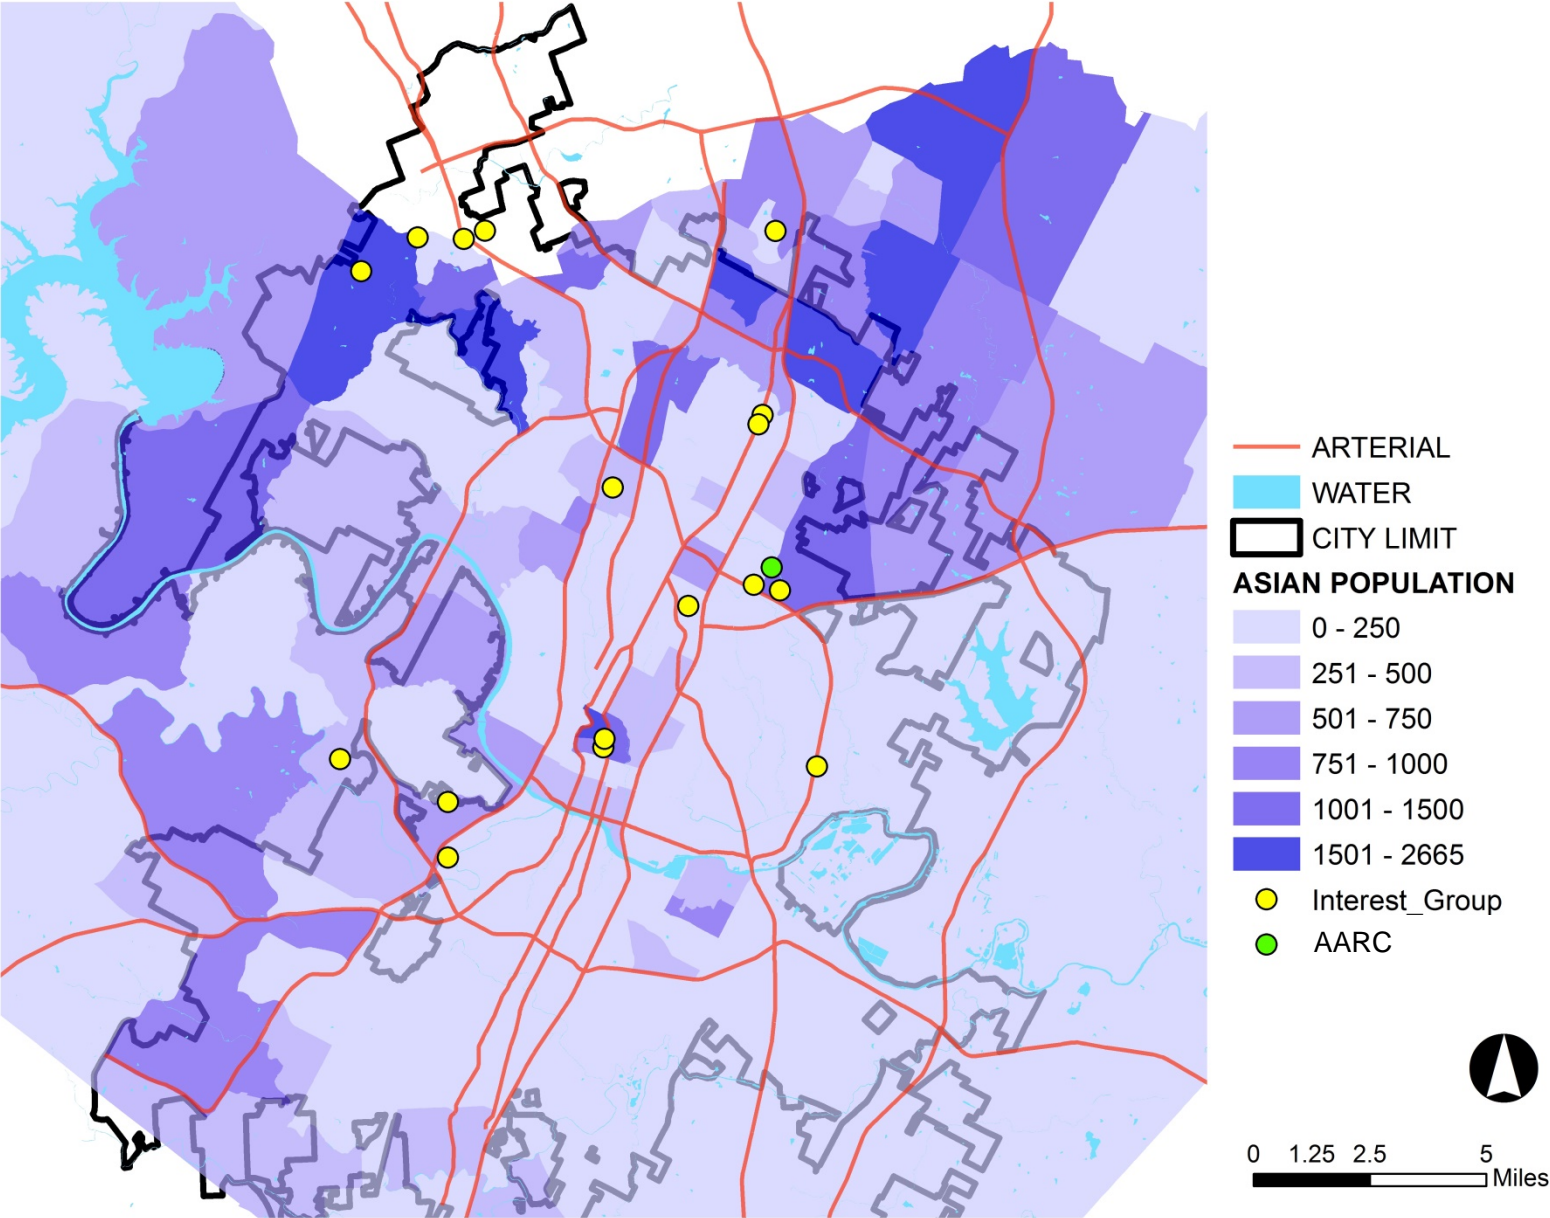 ARTERIAL
WATER
CITY LIMIT
ASIAN POPULATION
0 - 250
251 - 500
501 - 750
751 - 1000
1001 - 1500
1501 - 2665
Interest_Group
AARC
0 1.25 2.5 5
Miles